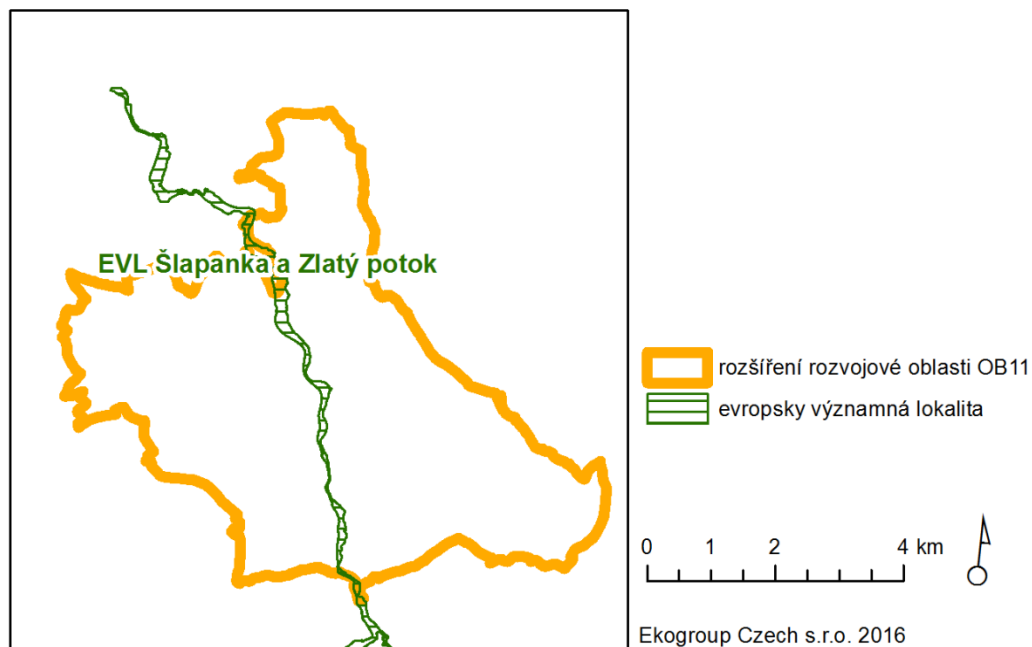 EVL Šlapanka a Zlatý potok
rozšíření rozvojové oblasti OB11
evropsky významná lokalita
0 1 2 4 km
Ekogroup Czech s.r.o. 2016